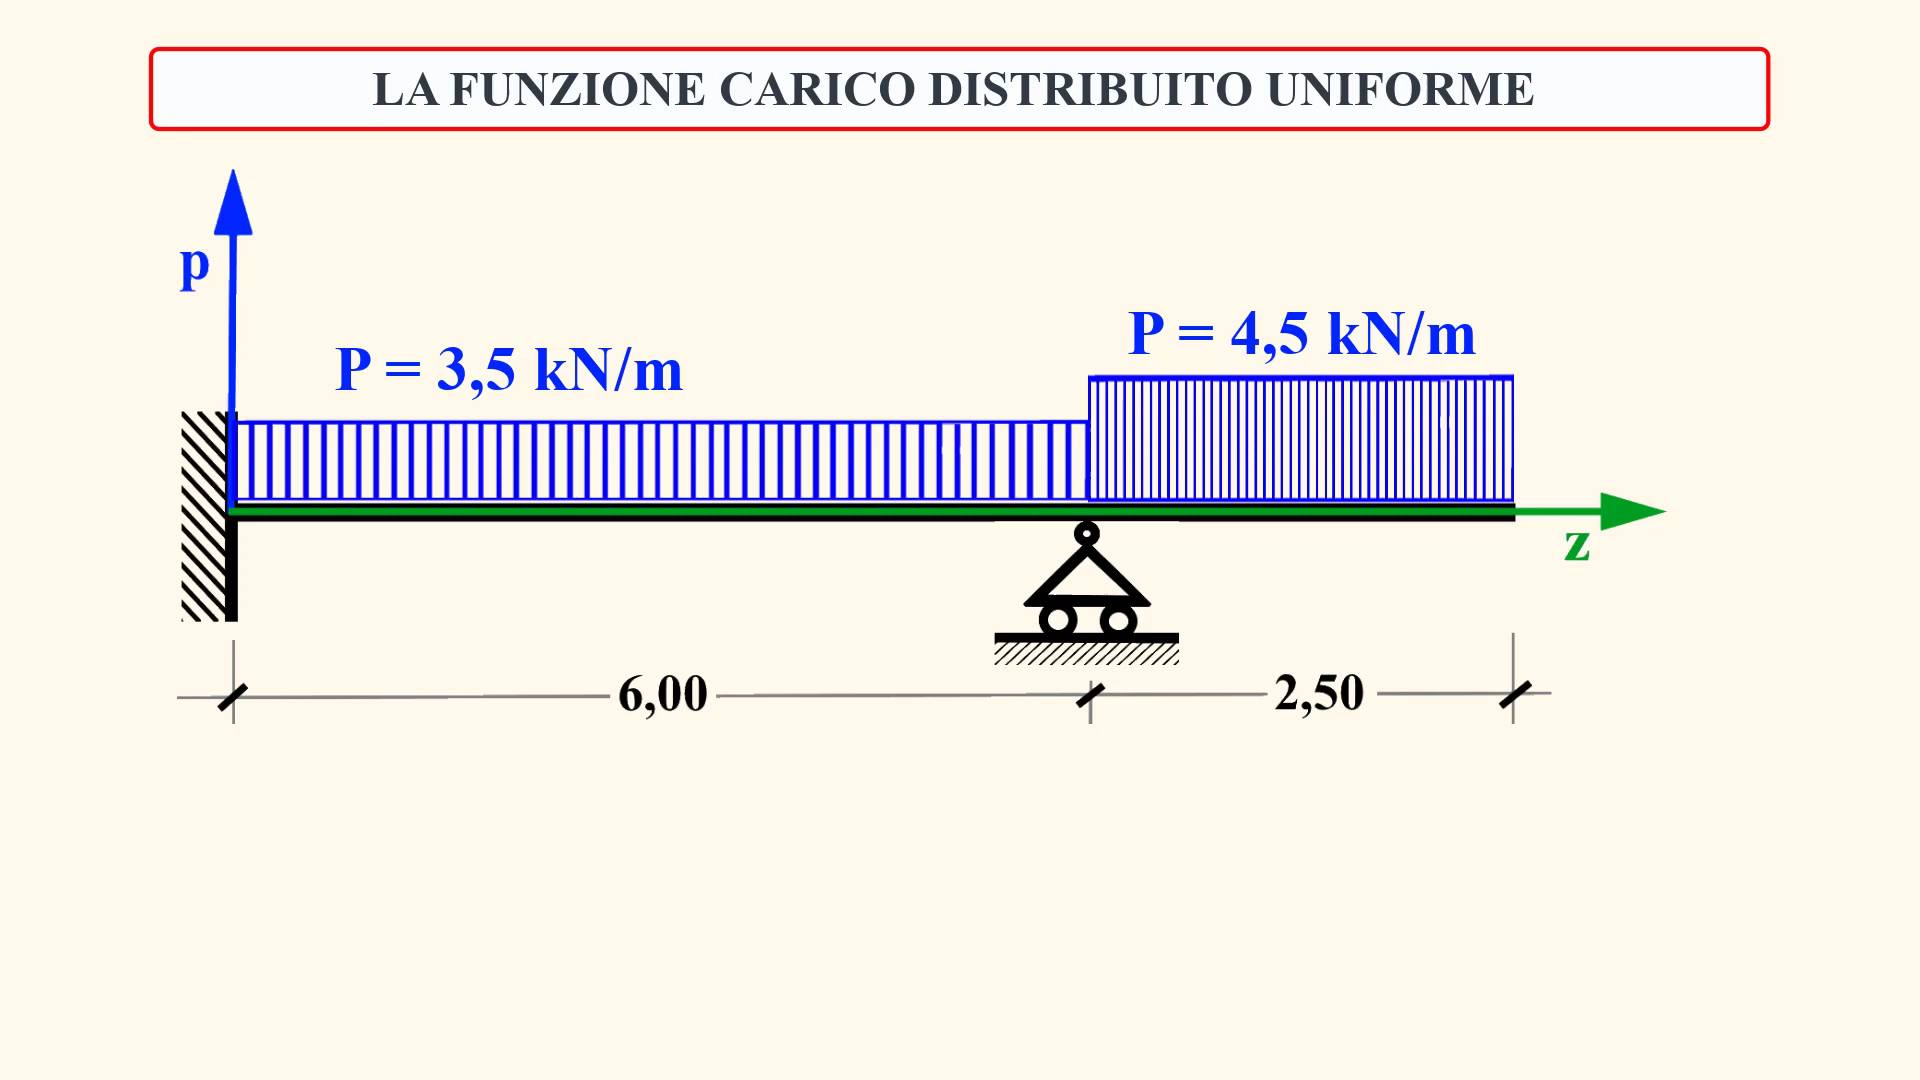 LA FUNZIONE CARICO DISTRIBUITO UNIFORME
p
P = 3,5 kN/m
P = 4,5 kN/m
z
6,00
2,50